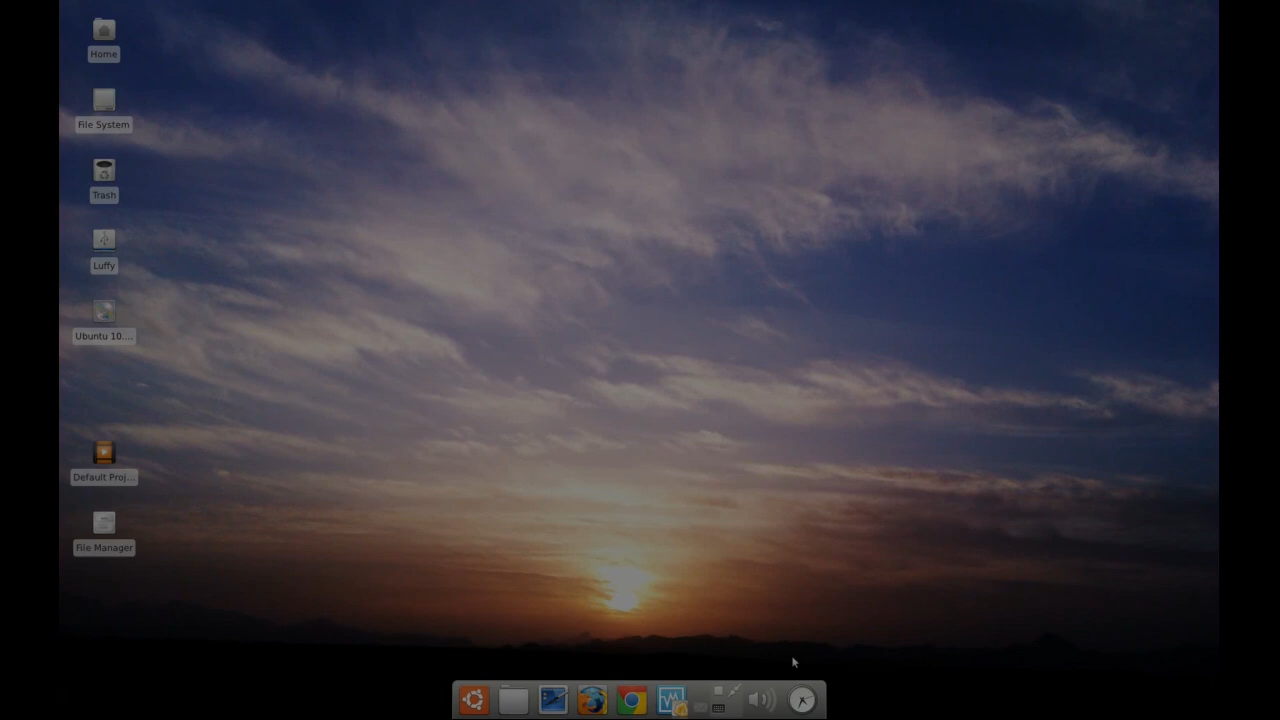 Home
File System
Trash
Luffy
Ubuntu 10....
Default Proj...
File Manager